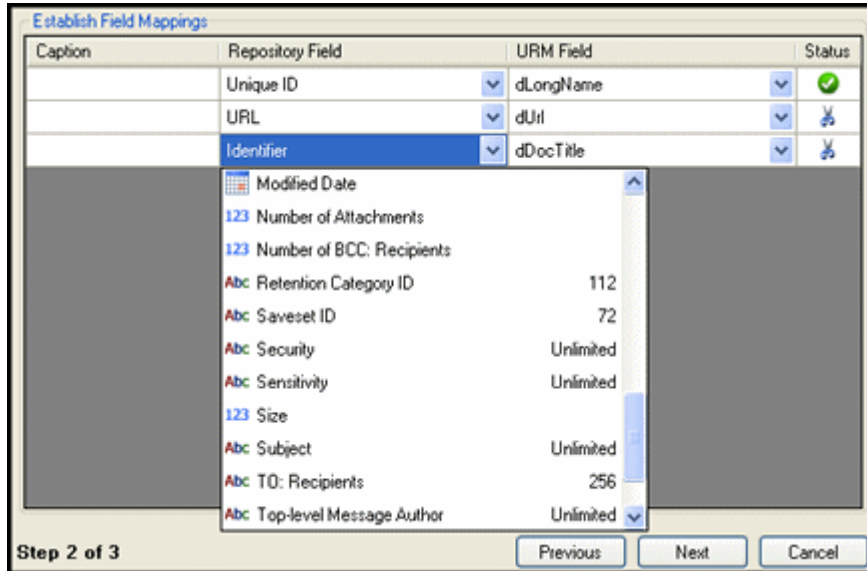 Establish Field Mappings
Caption Repository Field URM Field Status
Unique ID dLongName
URL dUrl
Identifier dDocTitle
Modified Date
123 Number of Attachments
123 Number of BCC: Recipients
Abc Retention Category ID 112
Abc Saveset ID 72
Abc Security Unlimited
Abc Sensitivity Unlimited
123 Size
Abc Subject Unlimited
Abc TO: Recipients 256
Abc Top-level Message Author Unlimited
Step 2 of 3 Previous Next Cancel